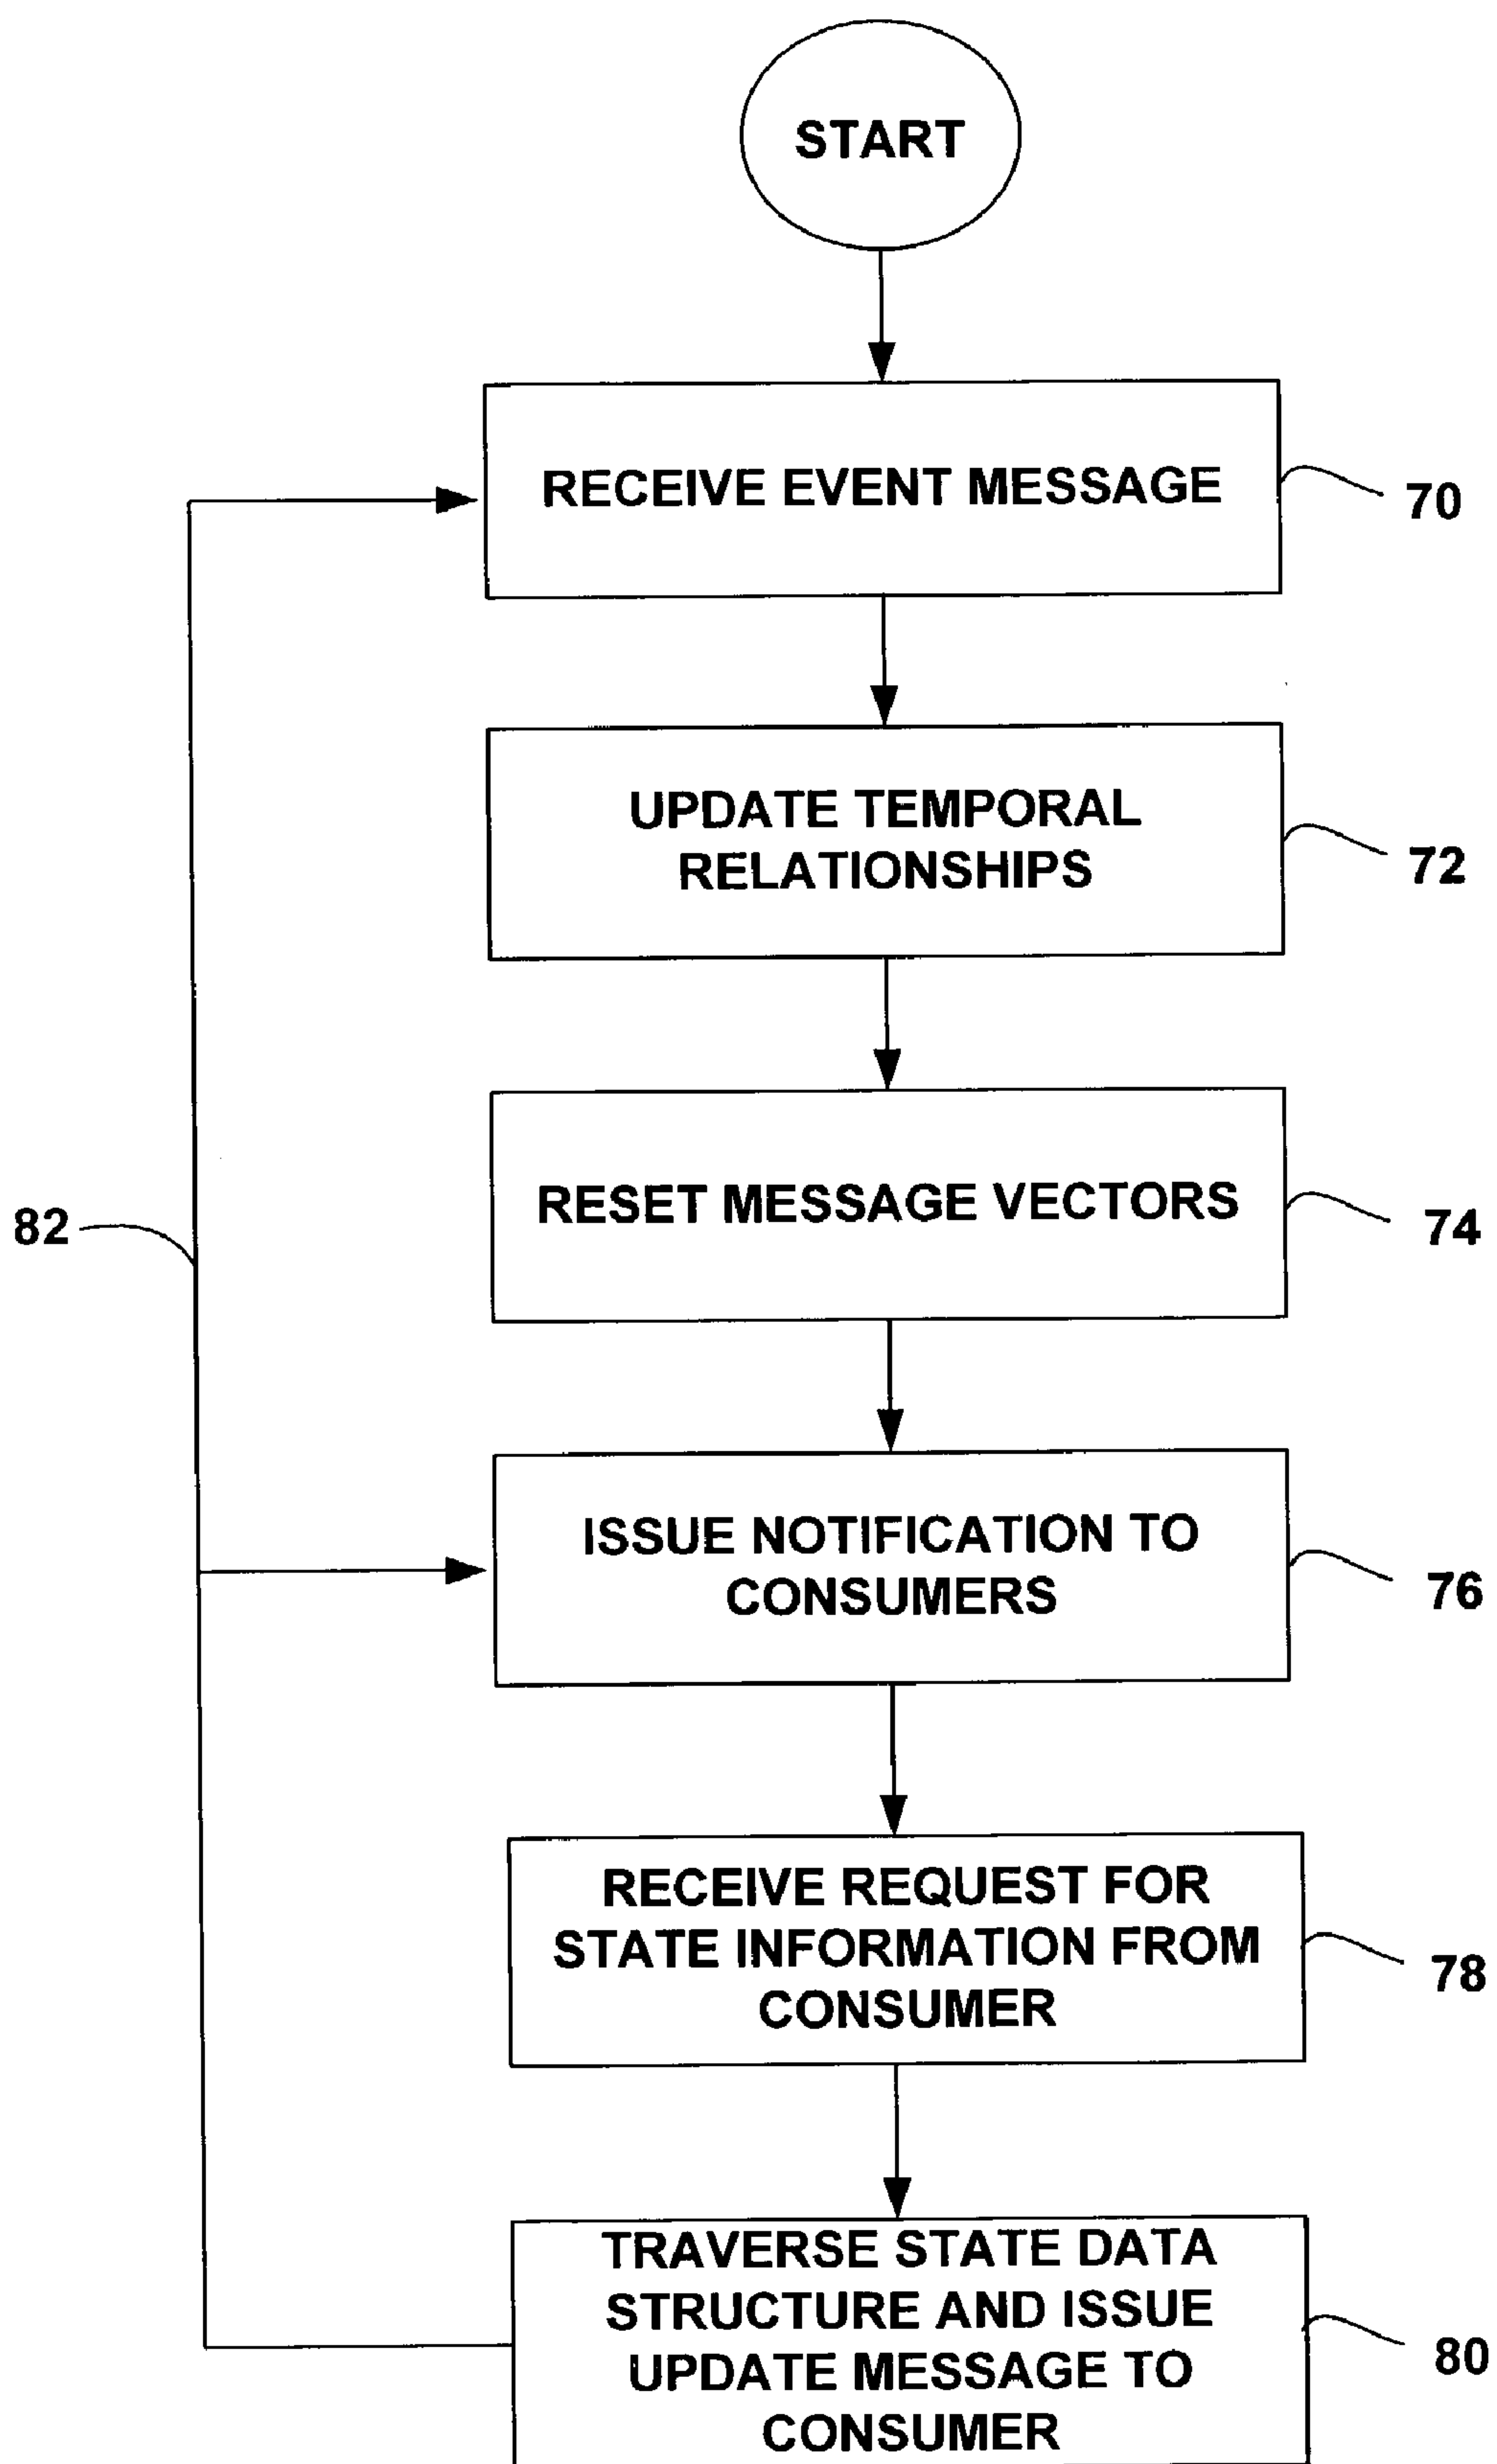 START
RECEIVE EVENT MESSAGE
70
UPDATE TEMPORAL
RELATIONSHIPS
72
RESET MESSAGE VECTORS
82
74
ISSUE NOTIFICATION TO
CONSUMERS
76
RECEIVE REQUEST FOR
STATE INFORMATION FROM
CONSUMER
78
TRAVERSE STATE DATA
STRUCTURE AND ISSUE
UPDATE MESSAGE TO
CONSUMER
80